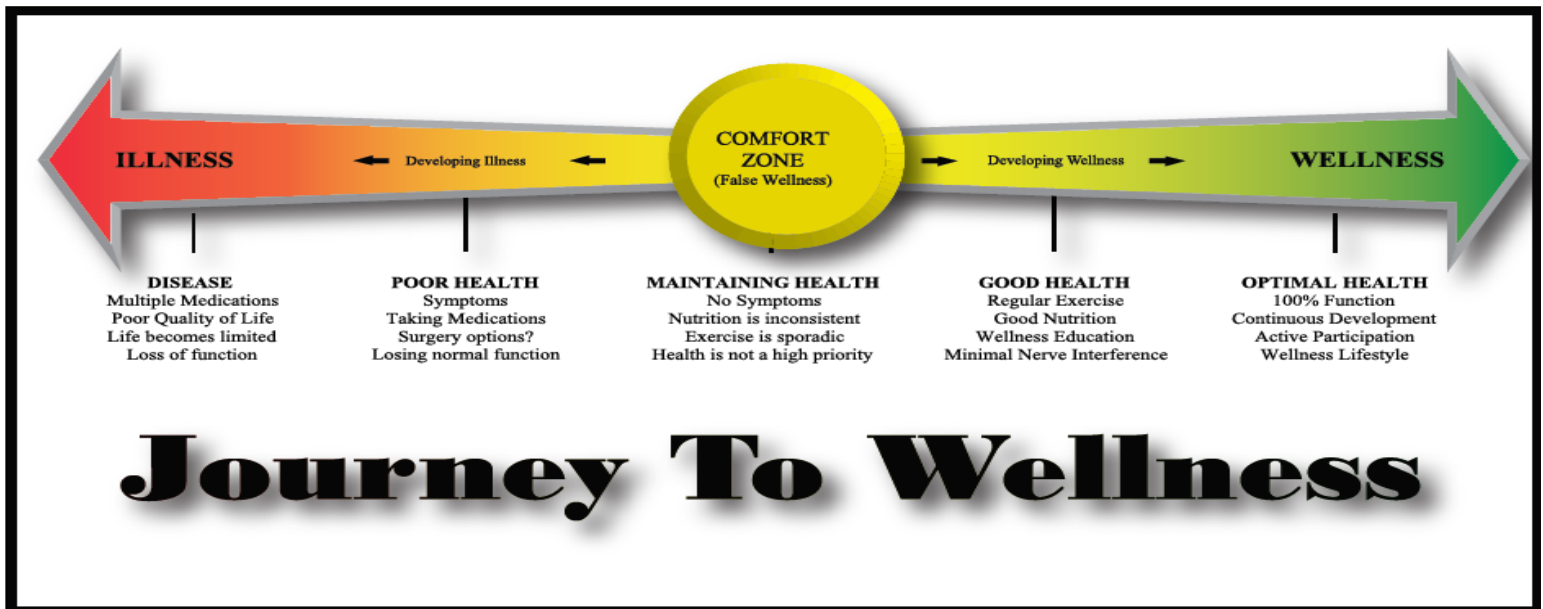 ILLNESS
Developing Illness
COMFORT
ZONE
(False Wellness)
Developing Wellness
WELLNESS
DISEASE
Multiple Medications
Poor Quality of Life
Life becomes limited
Loss of function
POOR HEALTH
Symptoms
Taking Medications
Surgery options?
Losing normal function
MAINTAINING HEALTH
No Symptoms
Nutrition is inconsistent
Exercise is sporadic
Health is not a high priority
GOOD HEALTH
Regular Exercise
Good Nutrition
Wellness Education
Minimal Nerve Interference
OPTIMAL HEALTH
100% Function
Continuous Development
Active Participation
Wellness Lifestyle
Journey To Wellness